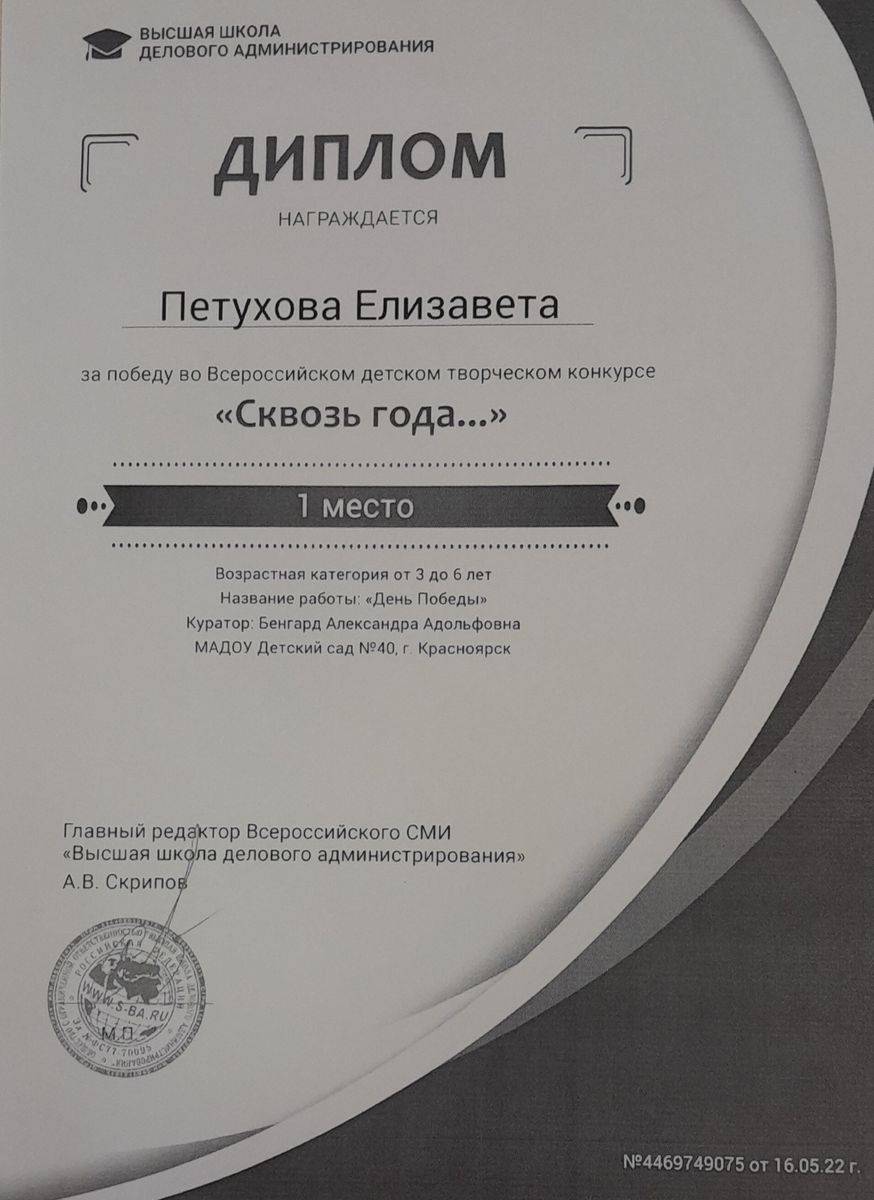 ВЫСШАЯ ШКОЛА
ДЕЛОВОГО АДМИНИСТРИРОВАНИЯ
ДИПЛОМ
НАГРАЖДАЕТСЯ
Петухова Елизавета
за победу во Всероссийском детском творческом конкурсе
«Сквозь года...»
1 место
Возрастная категория от 3 до 6 лет
Название работы: «День Победы»
Куратор: Бенгард Александра Адольфовна
МАДОУ Детский сад №40, г. Красноярск
Главный редактор Всероссийского СМИ
«Высшая школа делового администрирования»
А.В. Скрипов
РОССИЙСКАЯ ФЕДЕРАЦИЯ
WWW.S-BA.RU
М.П.
№4469749075 от 16.05.22 г.